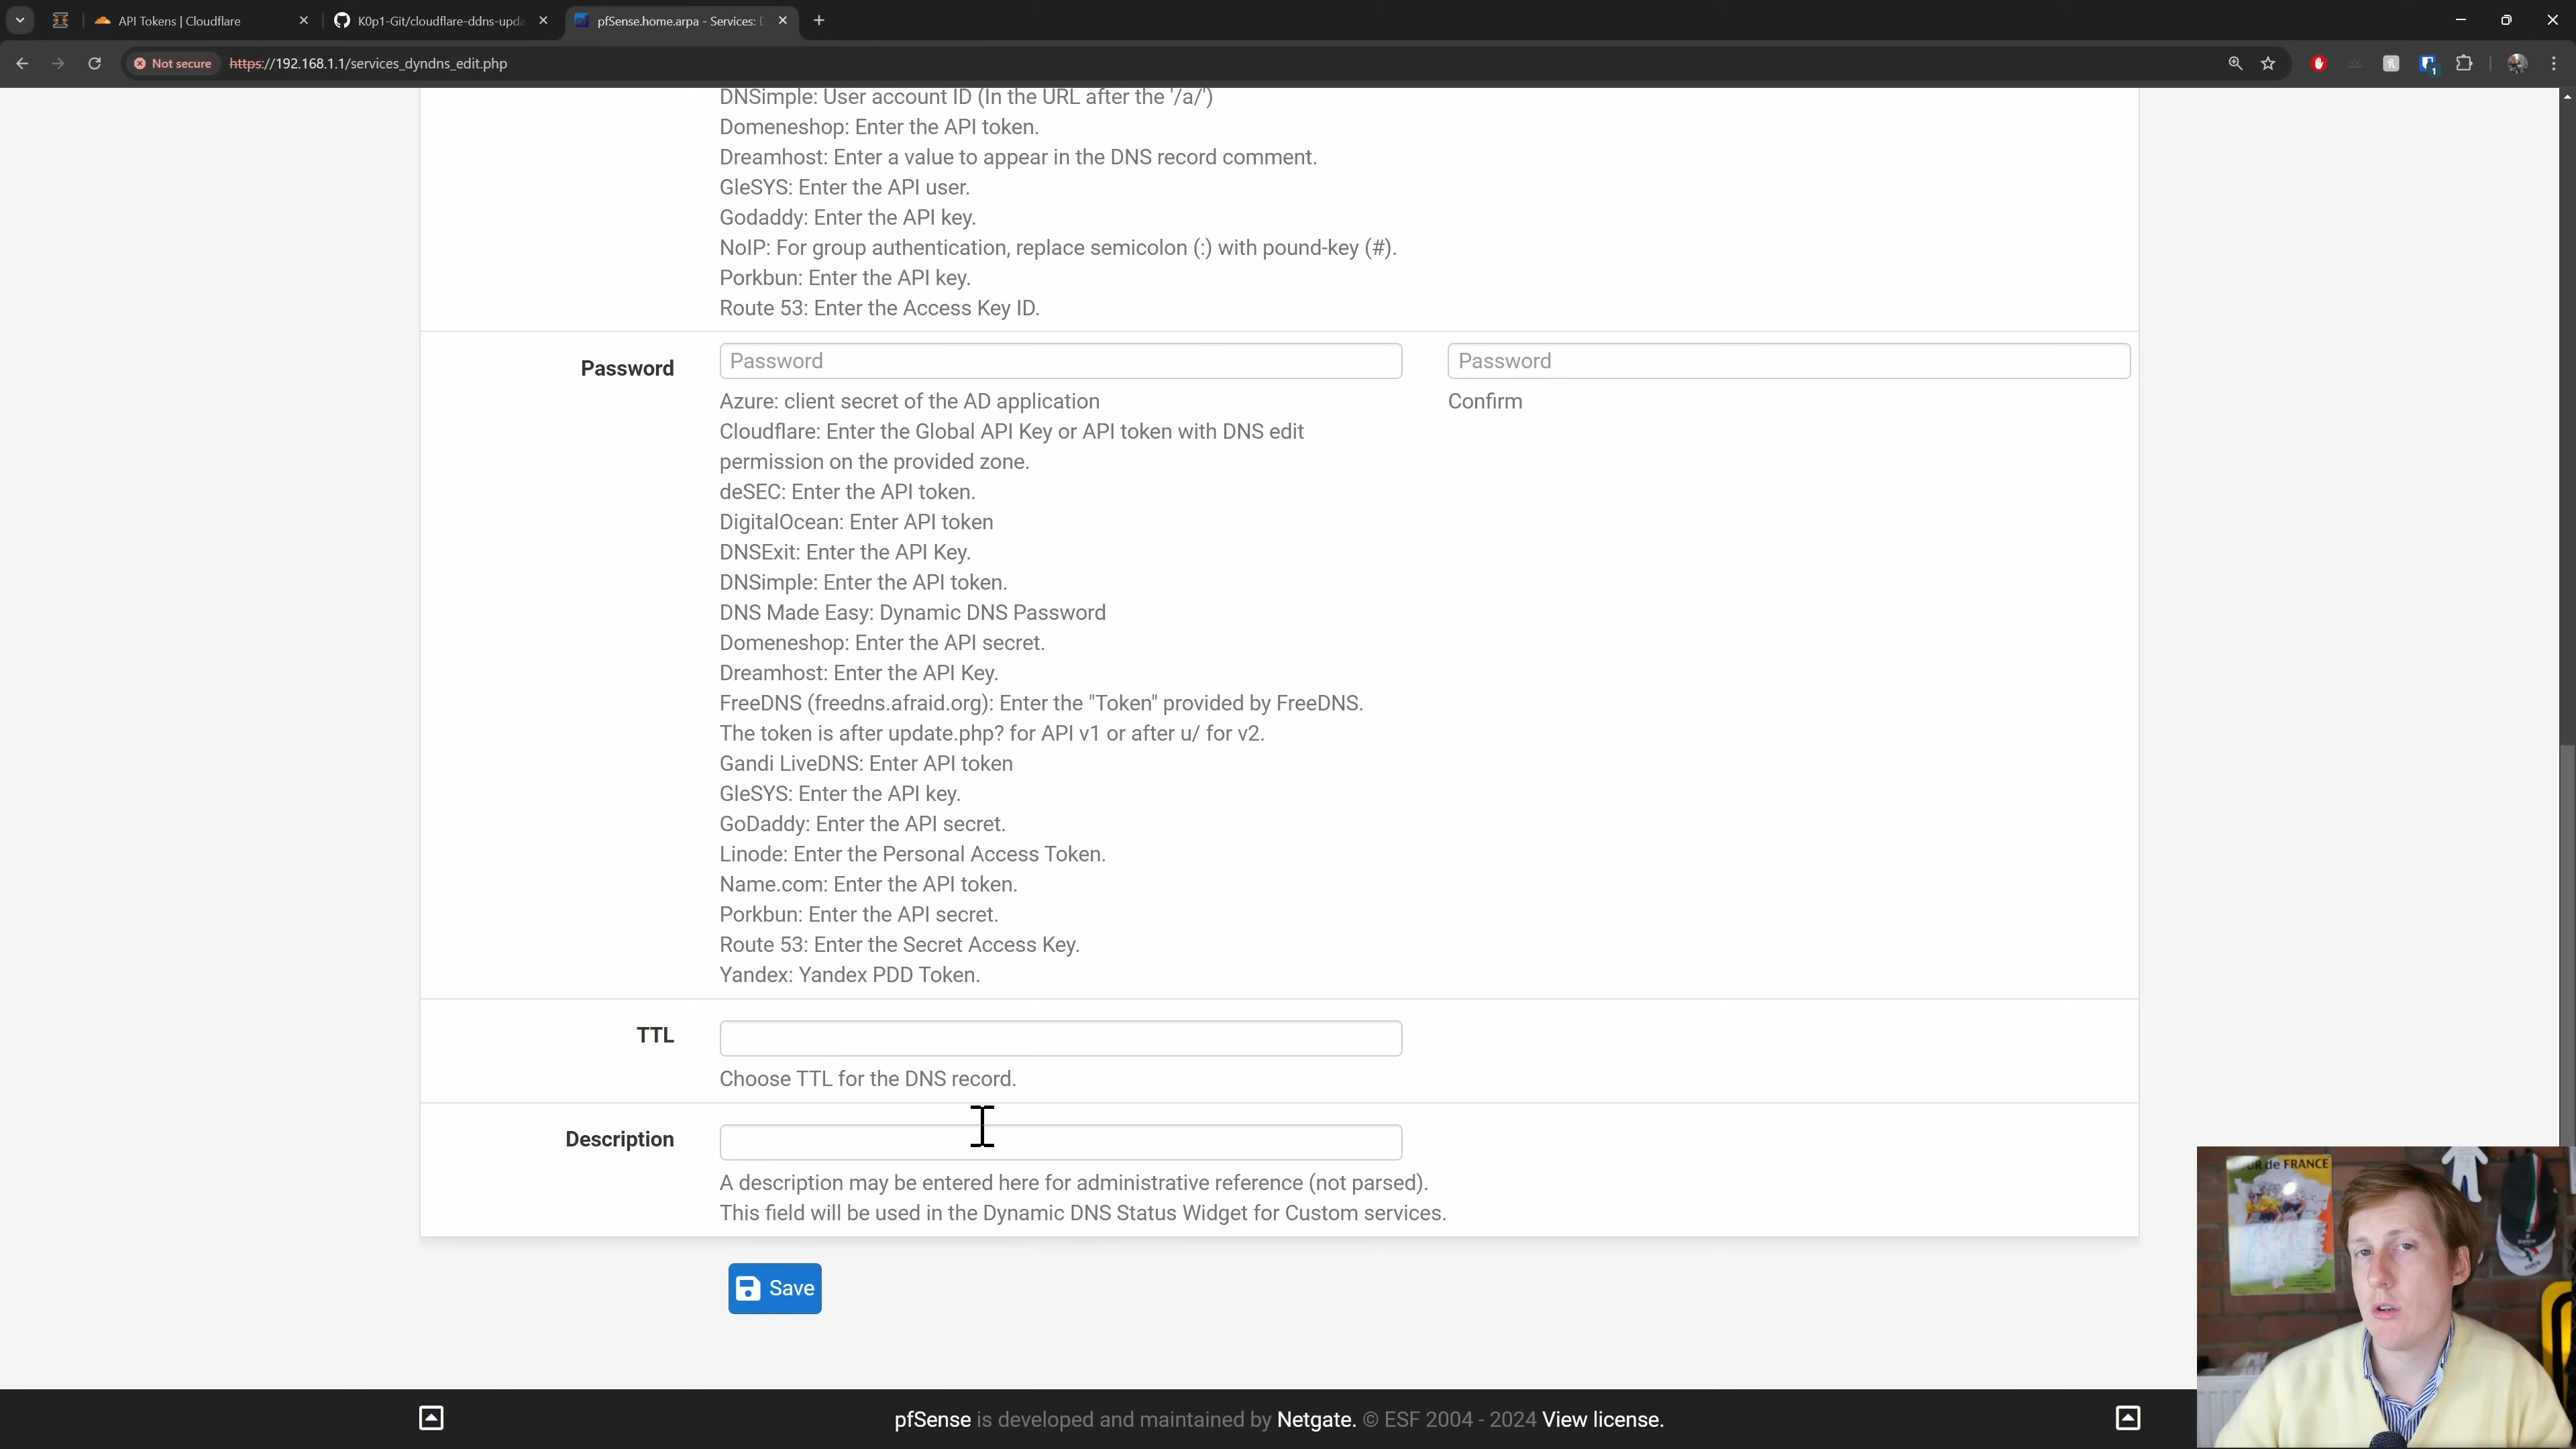 API Tokens | Cloudflare
K0p1-Git/cloudflare-ddns-upda
pfSense.home.arpa - Services: D
Not secure
https://192.168.1.1/services_dyndns_edit.php
1
DNSimple: User account ID (In the URL after the '/a/')
Domeneshop: Enter the API token.
Dreamhost: Enter a value to appear in the DNS record comment.
GleSYS: Enter the API user.
Godaddy: Enter the API key.
NoIP: For group authentication, replace semicolon (:) with pound-key (#).
Porkbun: Enter the API key.
Route 53: Enter the Access Key ID.
Password
Password
Password
Azure: client secret of the AD application
Confirm
Cloudflare: Enter the Global API Key or API token with DNS edit
permission on the provided zone.
deSEC: Enter the API token.
DigitalOcean: Enter API token
DNSExit: Enter the API Key.
DNSimple: Enter the API token.
DNS Made Easy: Dynamic DNS Password
Domeneshop: Enter the API secret.
Dreamhost: Enter the API Key.
FreeDNS (freedns.afraid.org): Enter the "Token" provided by FreeDNS.
The token is after update.php? for API v1 or after u/ for v2.
Gandi LiveDNS: Enter API token
GleSYS: Enter the API key.
GoDaddy: Enter the API secret.
Linode: Enter the Personal Access Token.
Name.com: Enter the API token.
Porkbun: Enter the API secret.
Route 53: Enter the Secret Access Key.
Yandex: Yandex PDD Token.
TTL
Choose TTL for the DNS record.
Description
A description may be entered here for administrative reference (not parsed).
This field will be used in the Dynamic DNS Status Widget for Custom services.
Save
de FRANCE
pfSense is developed and maintained by Netgate. © ESF 2004 - 2024 View license.